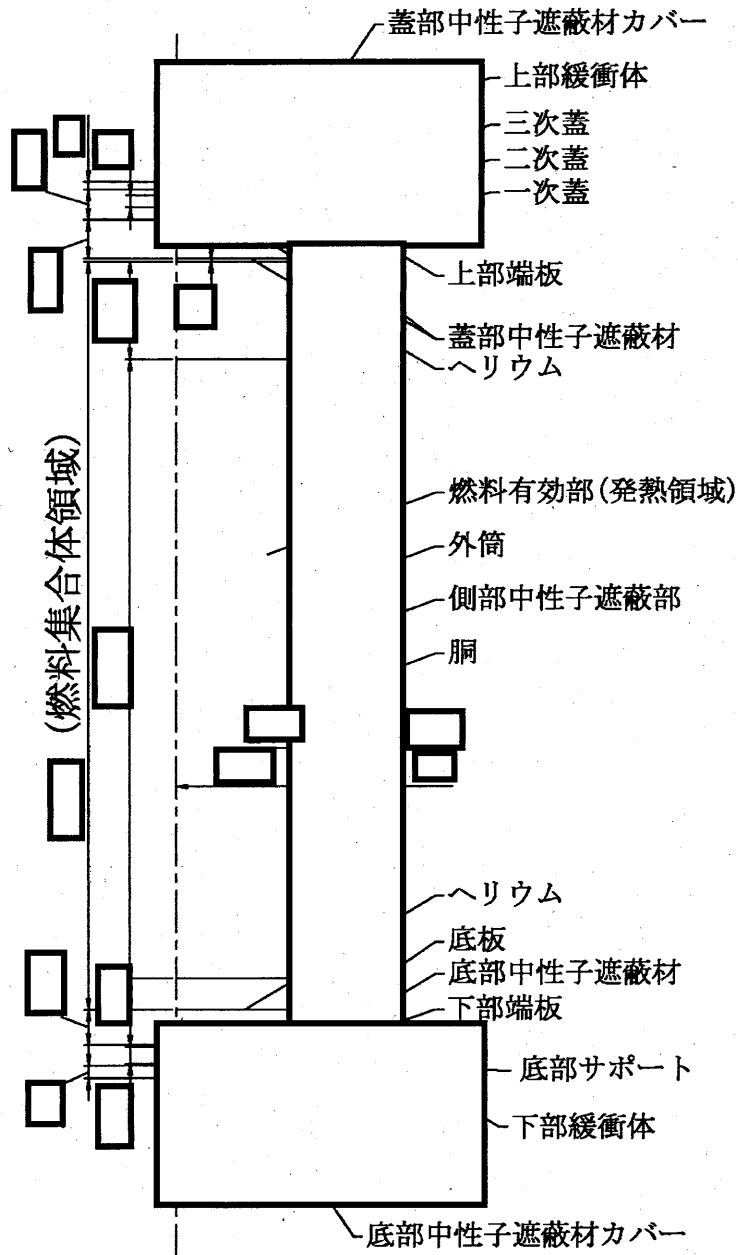 蓋部中性子遮蔽材カバー
上部緩衝体
三次蓋
二次蓋
一次蓋
上部端板
蓋部中性子遮蔽材
ヘリウム
(燃料集合体領域)
燃料有効部(発熱領域)
外筒
側部中性子遮蔽部
胴
ヘリウム
底板
底部中性子遮蔽材
下部端板
底部サポート
下部緩衝体
底部中性子遮蔽材カバー